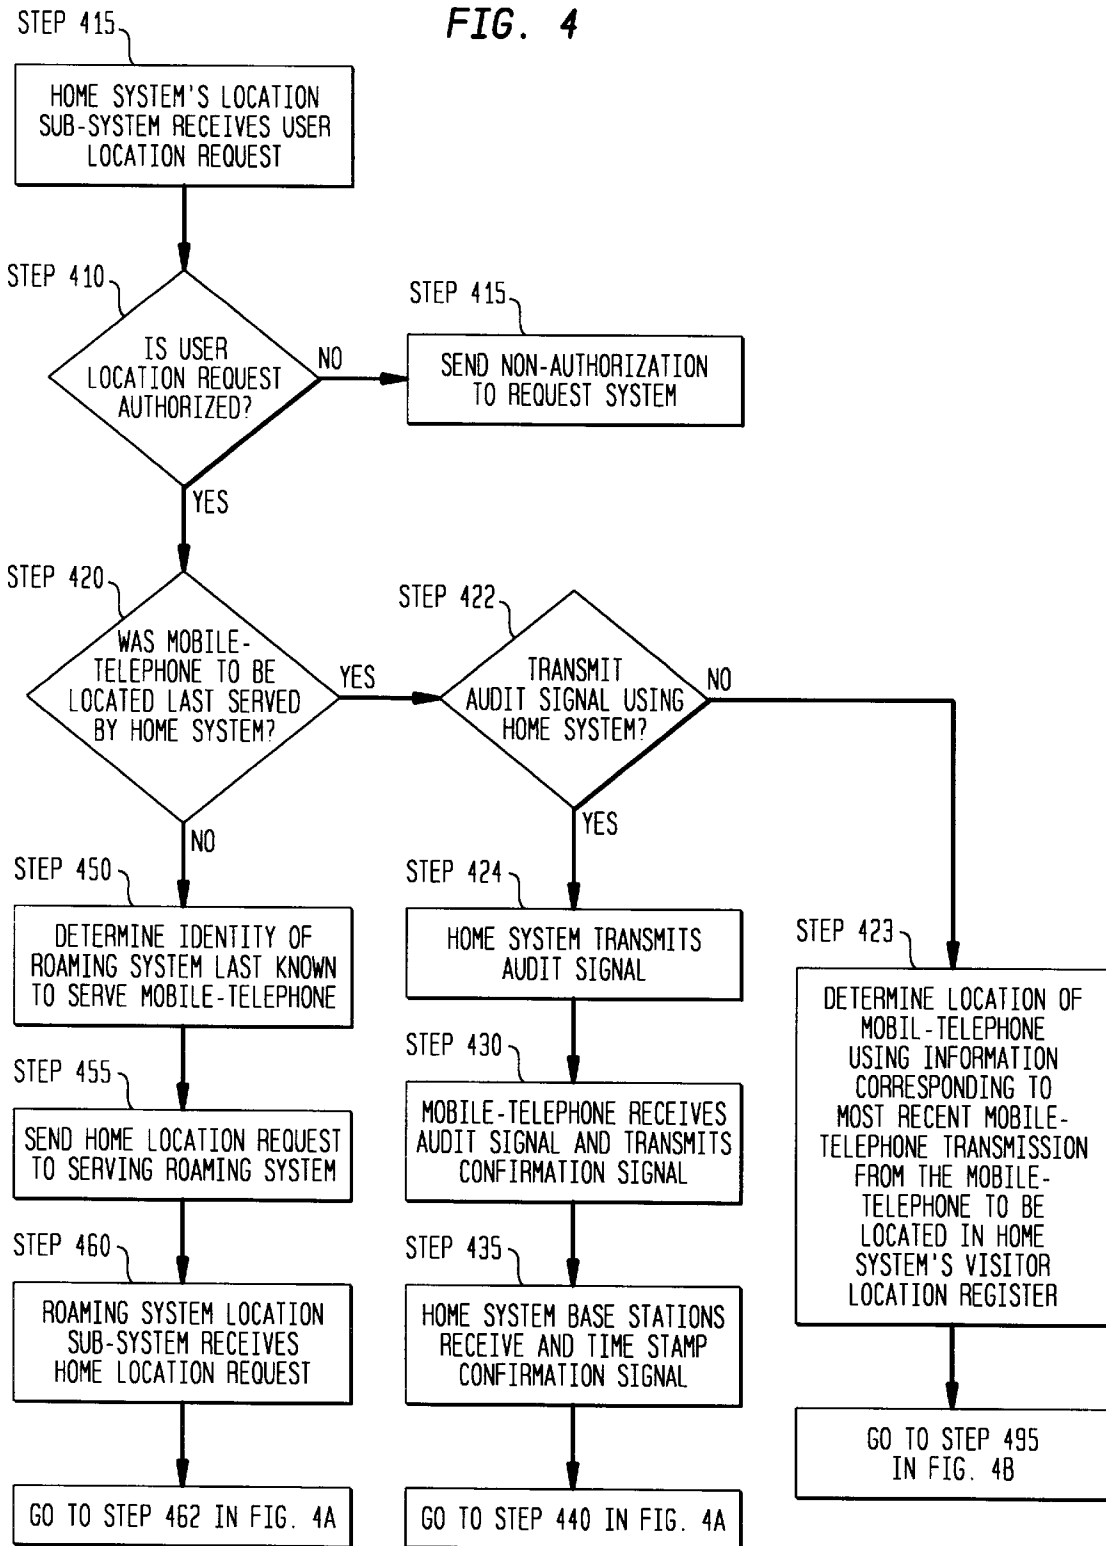 FIG. 4
STEP 415
HOME SYSTEM'S LOCATION
SUB-SYSTEM RECEIVES USER
LOCATION REQUEST
STEP 410
IS USER
LOCATION REQUEST
AUTHORIZED?
NO
YES
STEP 415
SEND NON-AUTHORIZATION
TO REQUEST SYSTEM
STEP 420
WAS MOBILE-
TELEPHONE TO BE
LOCATED LAST SERVED
BY HOME SYSTEM?
YES
NO
STEP 422
TRANSMIT
AUDIT SIGNAL USING
HOME SYSTEM?
NO
YES
STEP 450
DETERMINE IDENTITY OF
ROAMING SYSTEM LAST KNOWN
TO SERVE MOBILE-TELEPHONE
STEP 455
SEND HOME LOCATION REQUEST
TO SERVING ROAMING SYSTEM
STEP 460
ROAMING SYSTEM LOCATION
SUB-SYSTEM RECEIVES
HOME LOCATION REQUEST
GO TO STEP 462 IN FIG. 4A
STEP 424
HOME SYSTEM TRANSMITS
AUDIT SIGNAL
STEP 430
MOBILE-TELEPHONE RECEIVES
AUDIT SIGNAL AND TRANSMITS
CONFIRMATION SIGNAL
STEP 435
HOME SYSTEM BASE STATIONS
RECEIVE AND TIME STAMP
CONFIRMATION SIGNAL
GO TO STEP 440 IN FIG. 4A
STEP 423
DETERMINE LOCATION OF
MOBIL-TELEPHONE
USING INFORMATION
CORRESPONDING TO
MOST RECENT MOBILE-
TELEPHONE TRANSMISSION
FROM THE MOBILE-
TELEPHONE TO BE
LOCATED IN HOME
SYSTEM'S VISITOR
LOCATION REGISTER
GO TO STEP 495
IN FIG. 4B